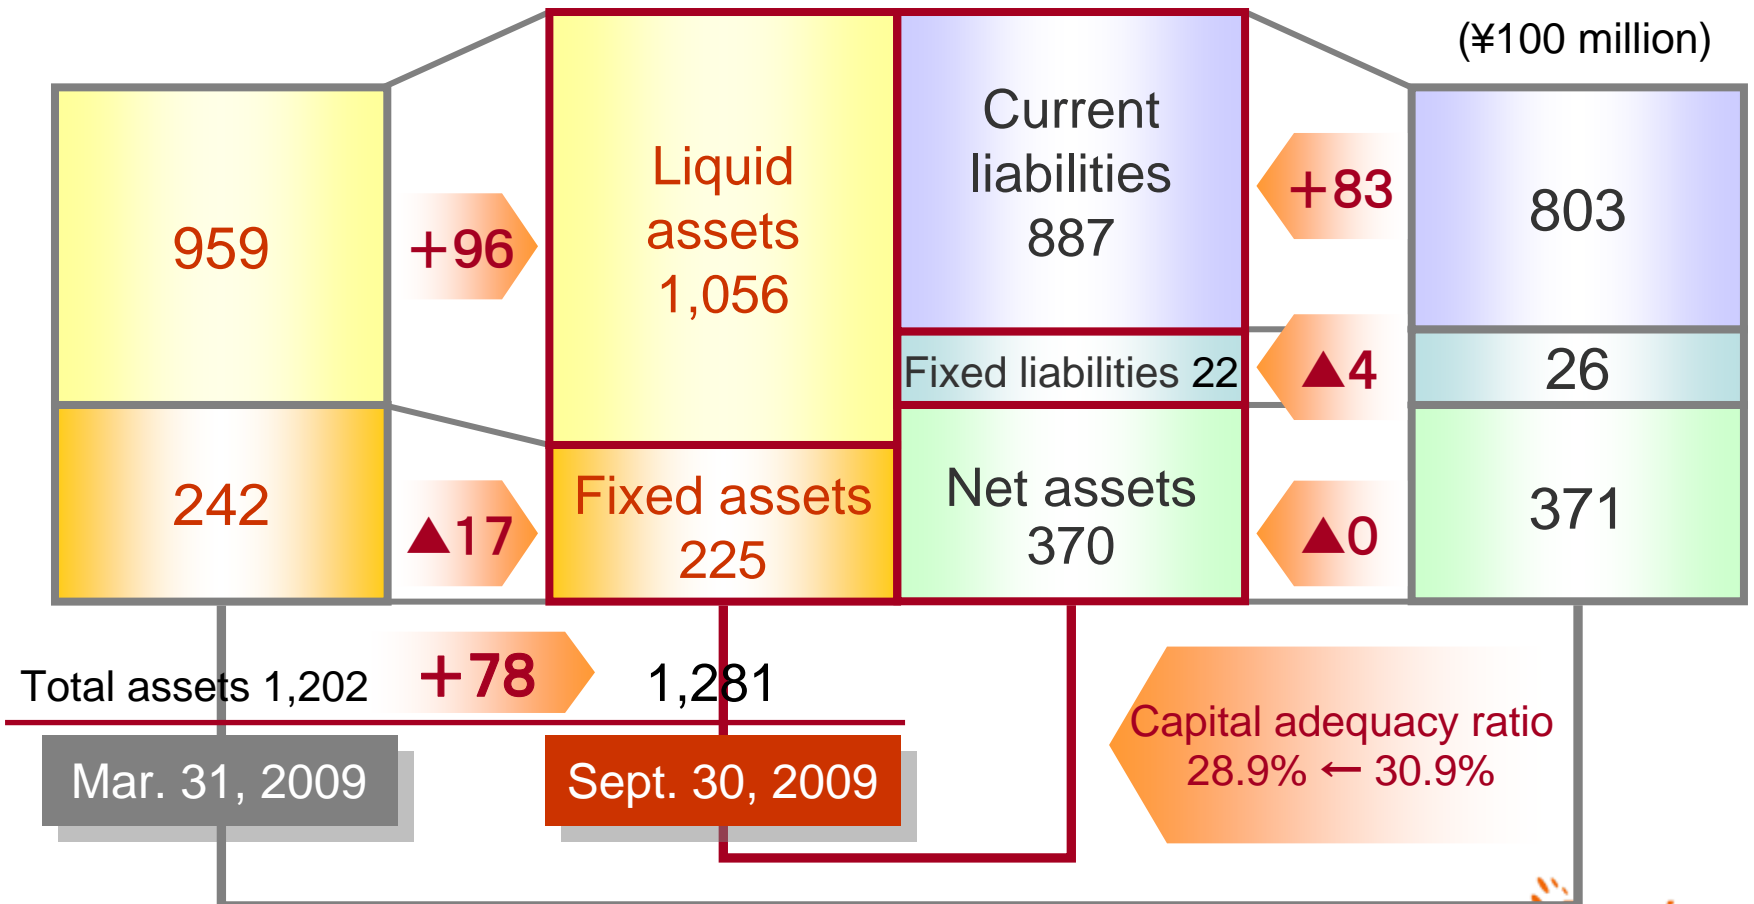 (¥100 million)
959
+96
Liquid
assets
1,056
Current
liabilities
887
+83
803
Fixed liabilities 22
▲4
26
242
▲17
Fixed assets
225
Net assets
370
▲0
371
Total assets 1,202
+78
1,281
Capital adequacy ratio
28.9% ← 30.9%
Mar. 31, 2009
Sept. 30, 2009